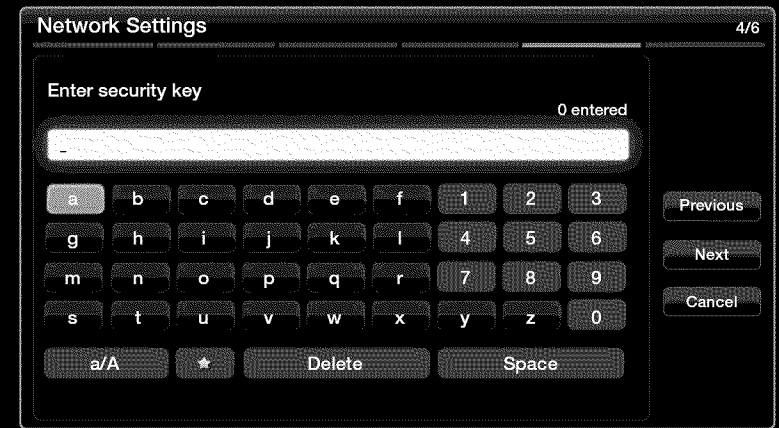 Network Settings 4/6
Enter security key
0 entered
_
a b c d e f 1 2 3
g h i j k l 4 5 6 Previous
m n o p q r 7 8 9 Next
s t u v w x y z 0 Cancel
a/A ★ Delete Space